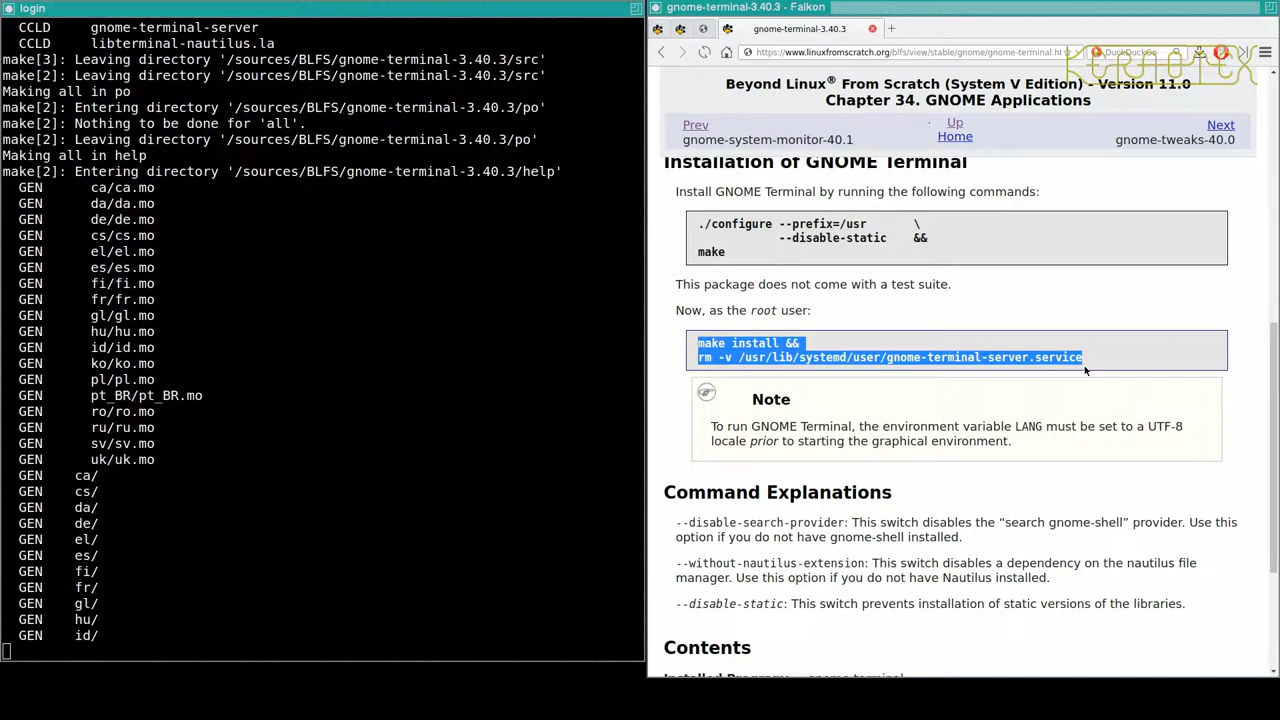 login
CCLD gnome-terminal-server
CCLD libterminal-nautilus.la
make[3]: Leaving directory '/sources/BLFS/gnome-terminal-3.40.3/src'
make[2]: Leaving directory '/sources/BLFS/gnome-terminal-3.40.3/src'
Making all in po
make[2]: Entering directory '/sources/BLFS/gnome-terminal-3.40.3/po'
make[2]: Nothing to be done for 'all'.
make[2]: Leaving directory '/sources/BLFS/gnome-terminal-3.40.3/po'
Making all in help
make[2]: Entering directory '/sources/BLFS/gnome-terminal-3.40.3/help'
GEN ca/ca.mo
GEN da/da.mo
GEN de/de.mo
GEN cs/cs.mo
GEN el/el.mo
GEN es/es.mo
GEN fi/fi.mo
GEN fr/fr.mo
GEN gl/gl.mo
GEN hu/hu.mo
GEN id/id.mo
GEN ko/ko.mo
GEN pl/pl.mo
GEN pt_BR/pt_BR.mo
GEN ro/ro.mo
GEN ru/ru.mo
GEN sv/sv.mo
GEN uk/uk.mo
GEN ca/
GEN cs/
GEN da/
GEN de/
GEN el/
GEN es/
GEN fi/
GEN fr/
GEN gl/
GEN hu/
GEN id/
gnome-terminal-3.40.3 - Falkon
gnome-terminal-3.40.3
https://www.linuxfromscratch.org/blfs/view/stable/gnome/gnome-terminal.ht
DuckDuckGo
KERNOTEX
Beyond Linux® From Scratch (System V Edition) - Version 11.0
Chapter 34. GNOME Applications
Prev Up Next
gnome-system-monitor-40.1 Home gnome-tweaks-40.0
Installation of GNOME Terminal
Install GNOME Terminal by running the following commands:
./configure --prefix=/usr \
--disable-static &&
make
This package does not come with a test suite.
Now, as the root user:
make install &&
rm -v /usr/lib/systemd/user/gnome-terminal-server.service
Note
To run GNOME Terminal, the environment variable LANG must be set to a UTF-8
locale prior to starting the graphical environment.
Command Explanations
--disable-search-provider: This switch disables the “search gnome-shell” provider. Use this
option if you do not have gnome-shell installed.
--without-nautilus-extension: This switch disables a dependency on the nautilus file
manager. Use this option if you do not have Nautilus installed.
--disable-static: This switch prevents installation of static versions of the libraries.
Contents